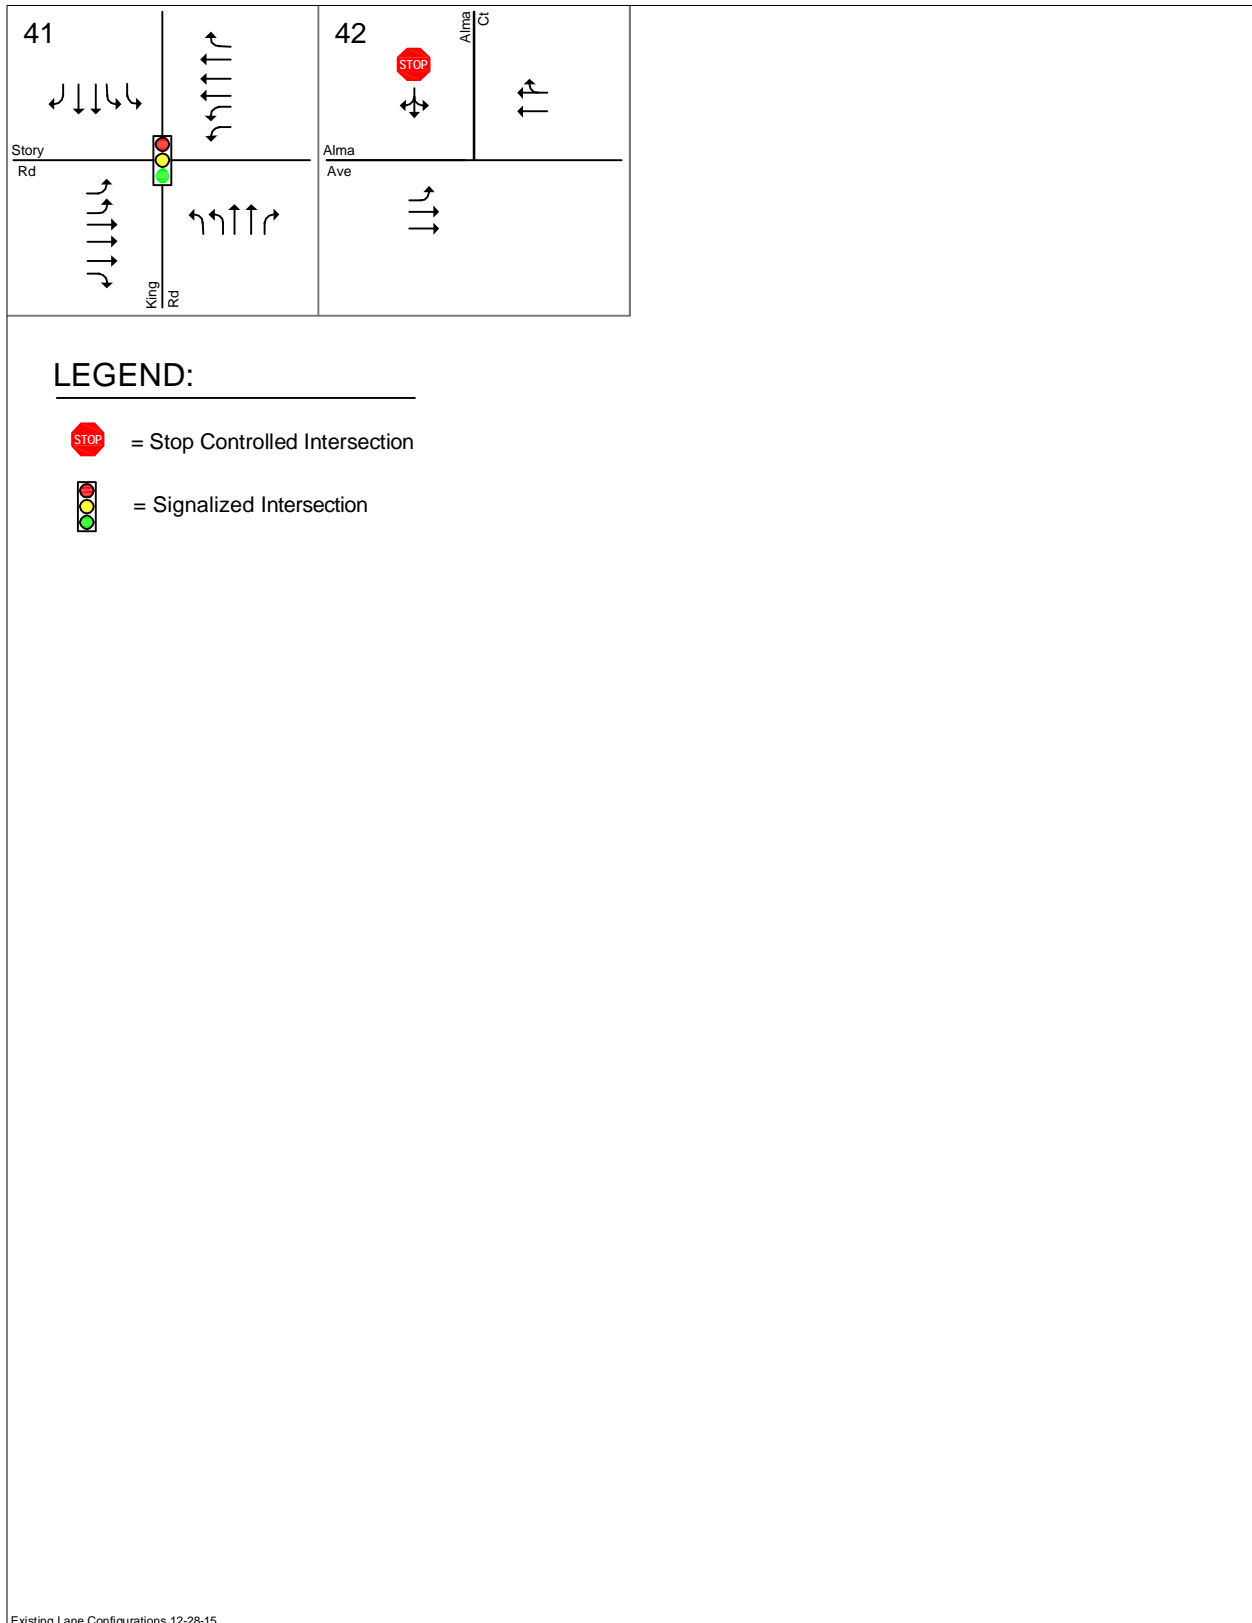 41
Story
Rd
King
Rd
42
STOP
Alma
Ct
Alma
Ave
LEGEND:
STOP = Stop Controlled Intersection
= Signalized Intersection
Existing Lane Configurations 12-28-15